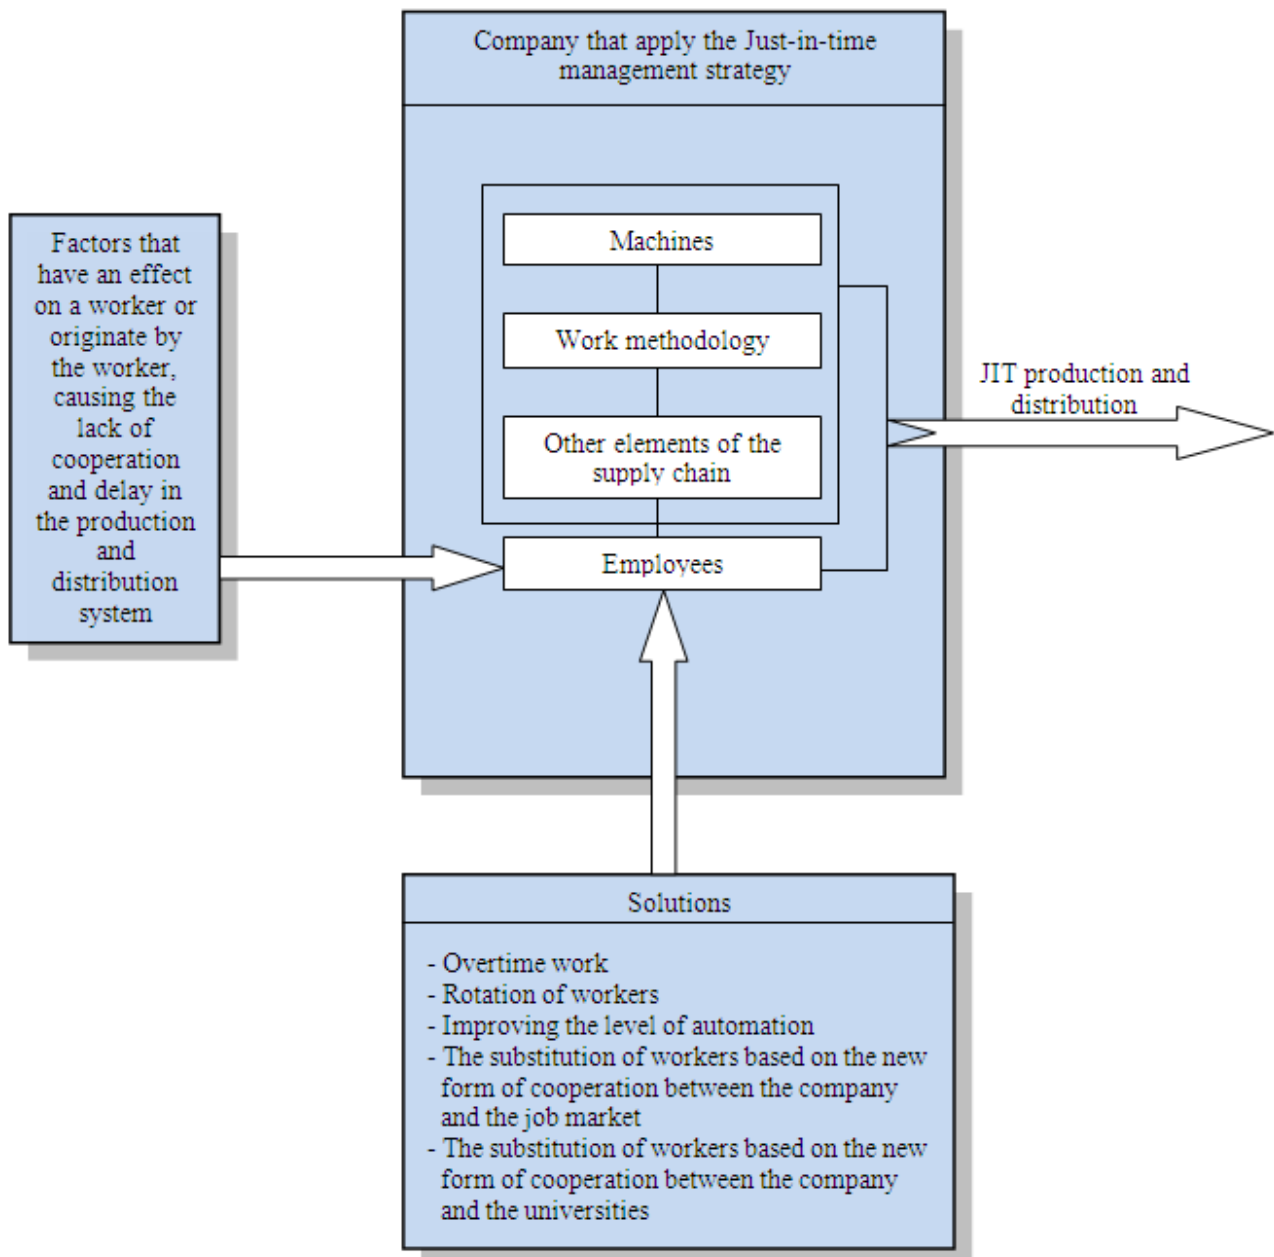 Company that apply the Just-in-time
management strategy
Factors that
have an effect
on a worker or
originate by
the worker,
causing the
lack of
cooperation
and delay in
the production
and
distribution
system
Machines
Work methodology
Other elements of the
supply chain
Employees
JIT production and
distribution
Solutions
- Overtime work
- Rotation of workers
- Improving the level of automation
- The substitution of workers based on the new
form of cooperation between the company
and the job market
- The substitution of workers based on the new
form of cooperation between the company
and the universities